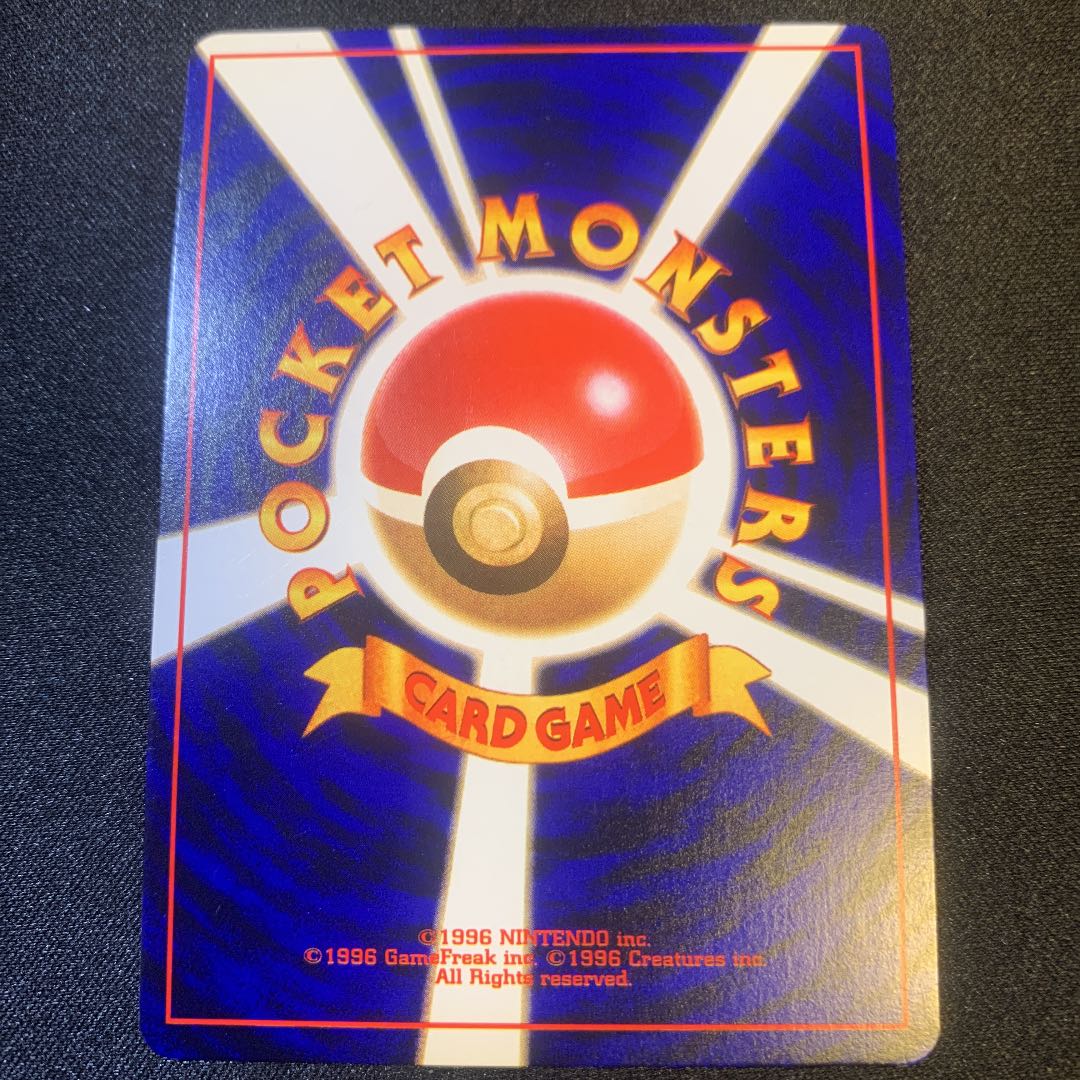 POCKET MONSTERS
CARD GAME
©1996 NINTENDO inc.
©1996 GameFreak inc. ©1996 Creatures inc.
All Rights reserved.